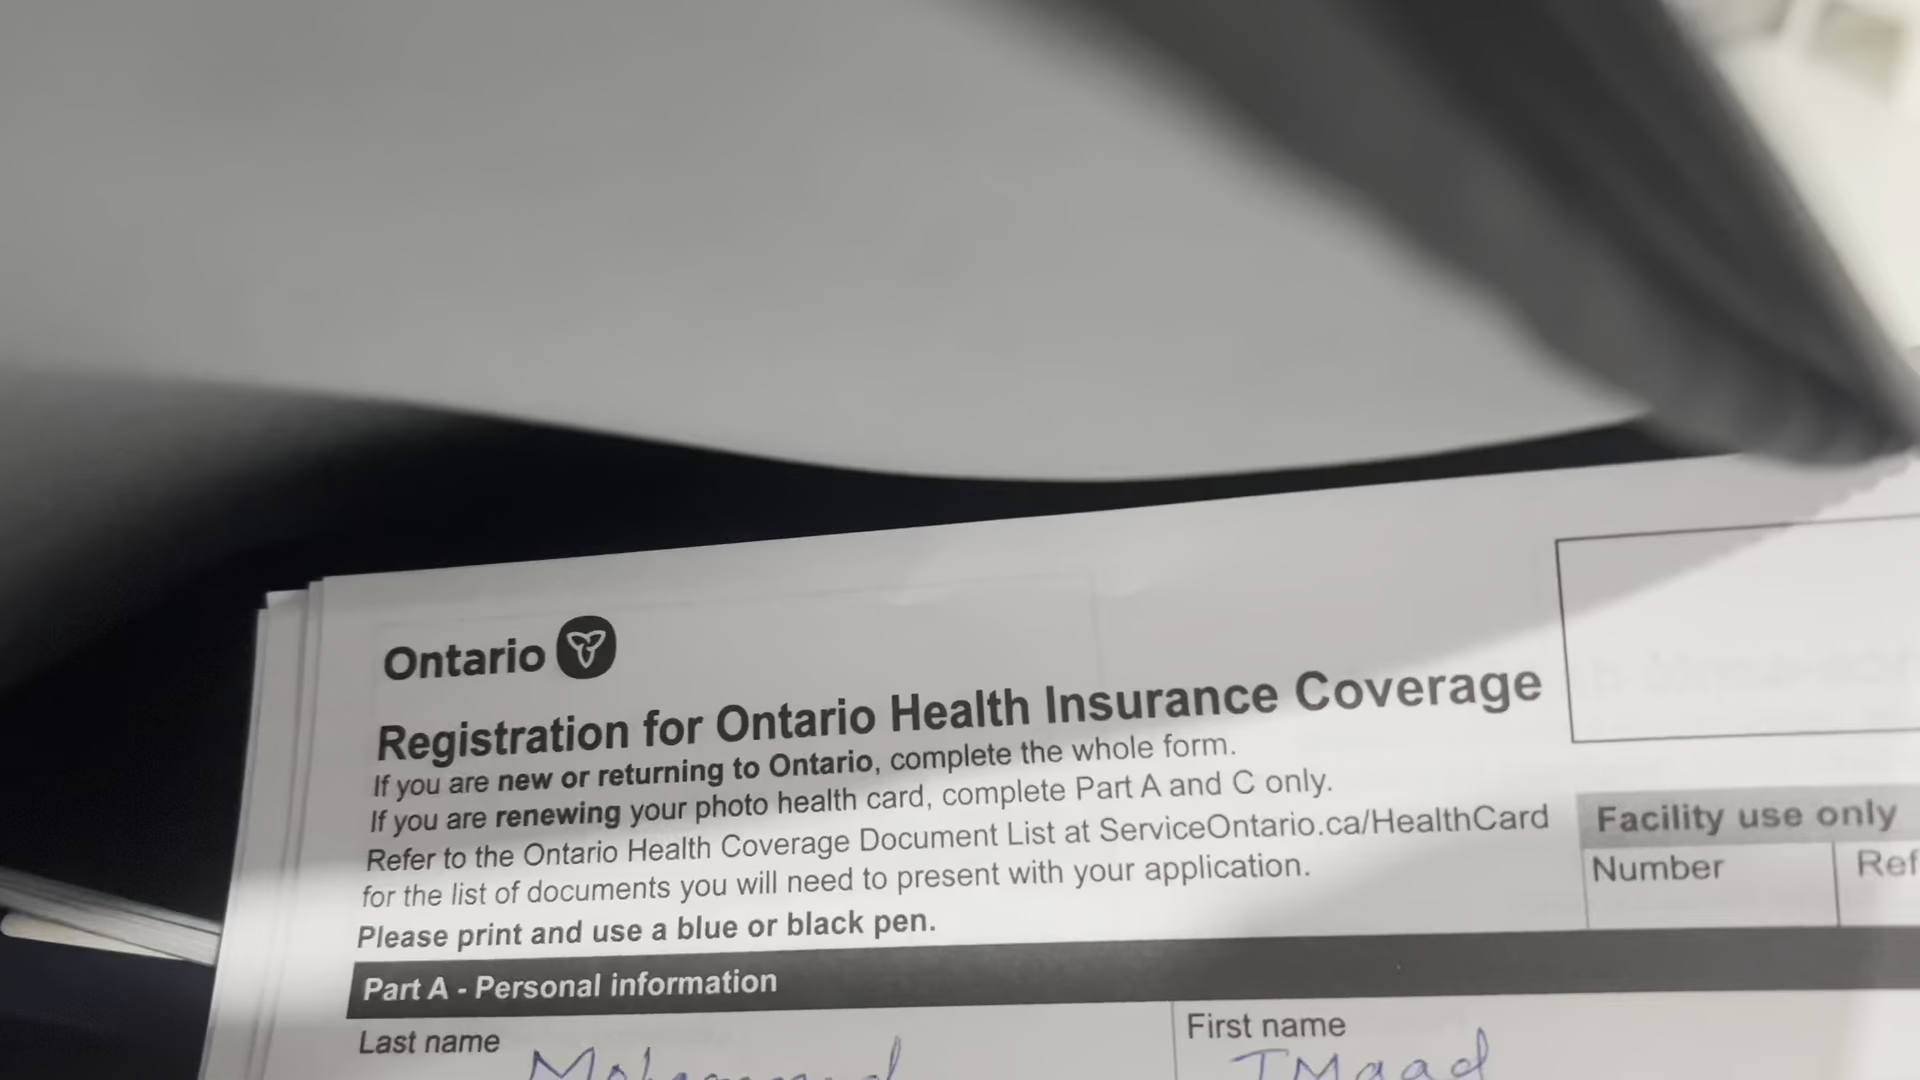 Ontario
Registration for Ontario Health Insurance Coverage
If you are new or returning to Ontario, complete the whole form.
If you are renewing your photo health card, complete Part A and C only.
Refer to the Ontario Health Coverage Document List at ServiceOntario.ca/HealthCard
for the list of documents you will need to present with your application.
Please print and use a blue or black pen.
Facility use only
Number
Part A - Personal information
Last name
First name
IMaad